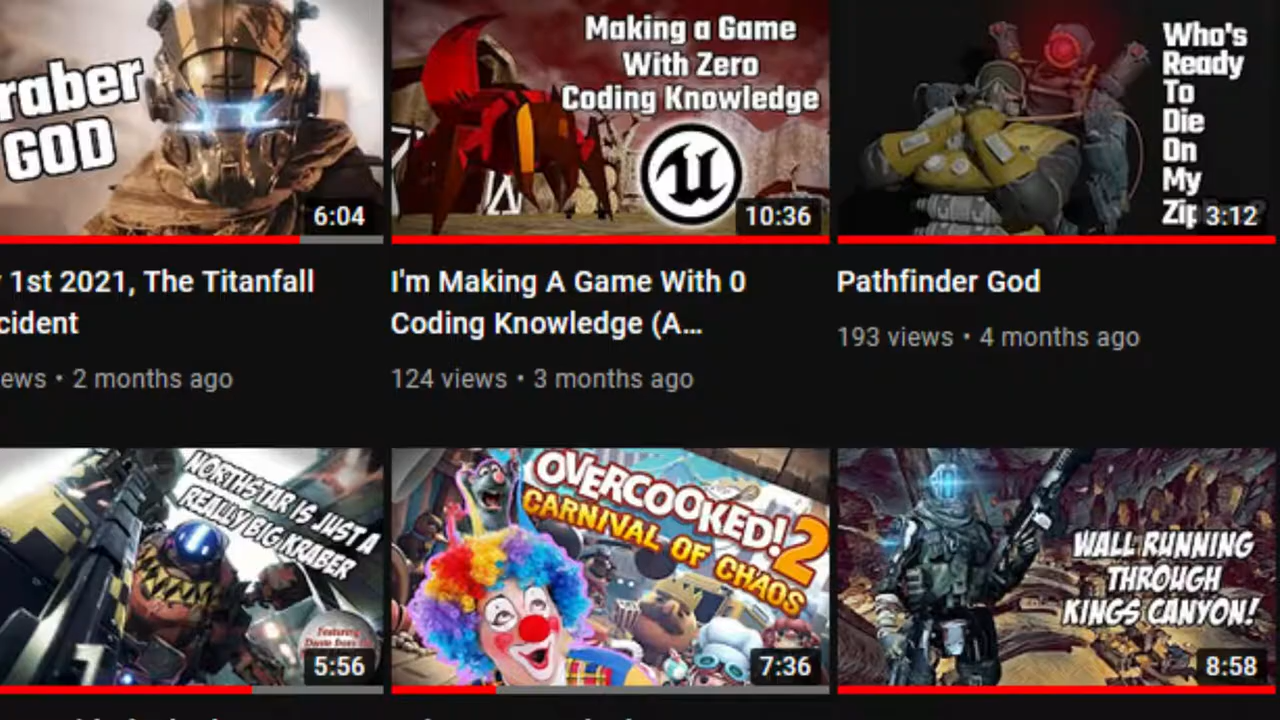 raber
GOD
6:04
Making a Game
With Zero
Coding Knowledge
10:36
Who's
Ready
To
Die
On
My
3:12
1st 2021, The Titanfall
cident
ews • 2 months ago
I'm Making A Game With 0
Coding Knowledge (A...
124 views • 3 months ago
Pathfinder God
193 views • 4 months ago
NORTHSTAR IS JUST A
REALLY BIG KRABER
Featuring
5:56
OVERCOOKED! 2
CARNIVAL OF CHAOS
7:36
WALL RUNNING
THROUGH
KINGS CANYON!
8:58